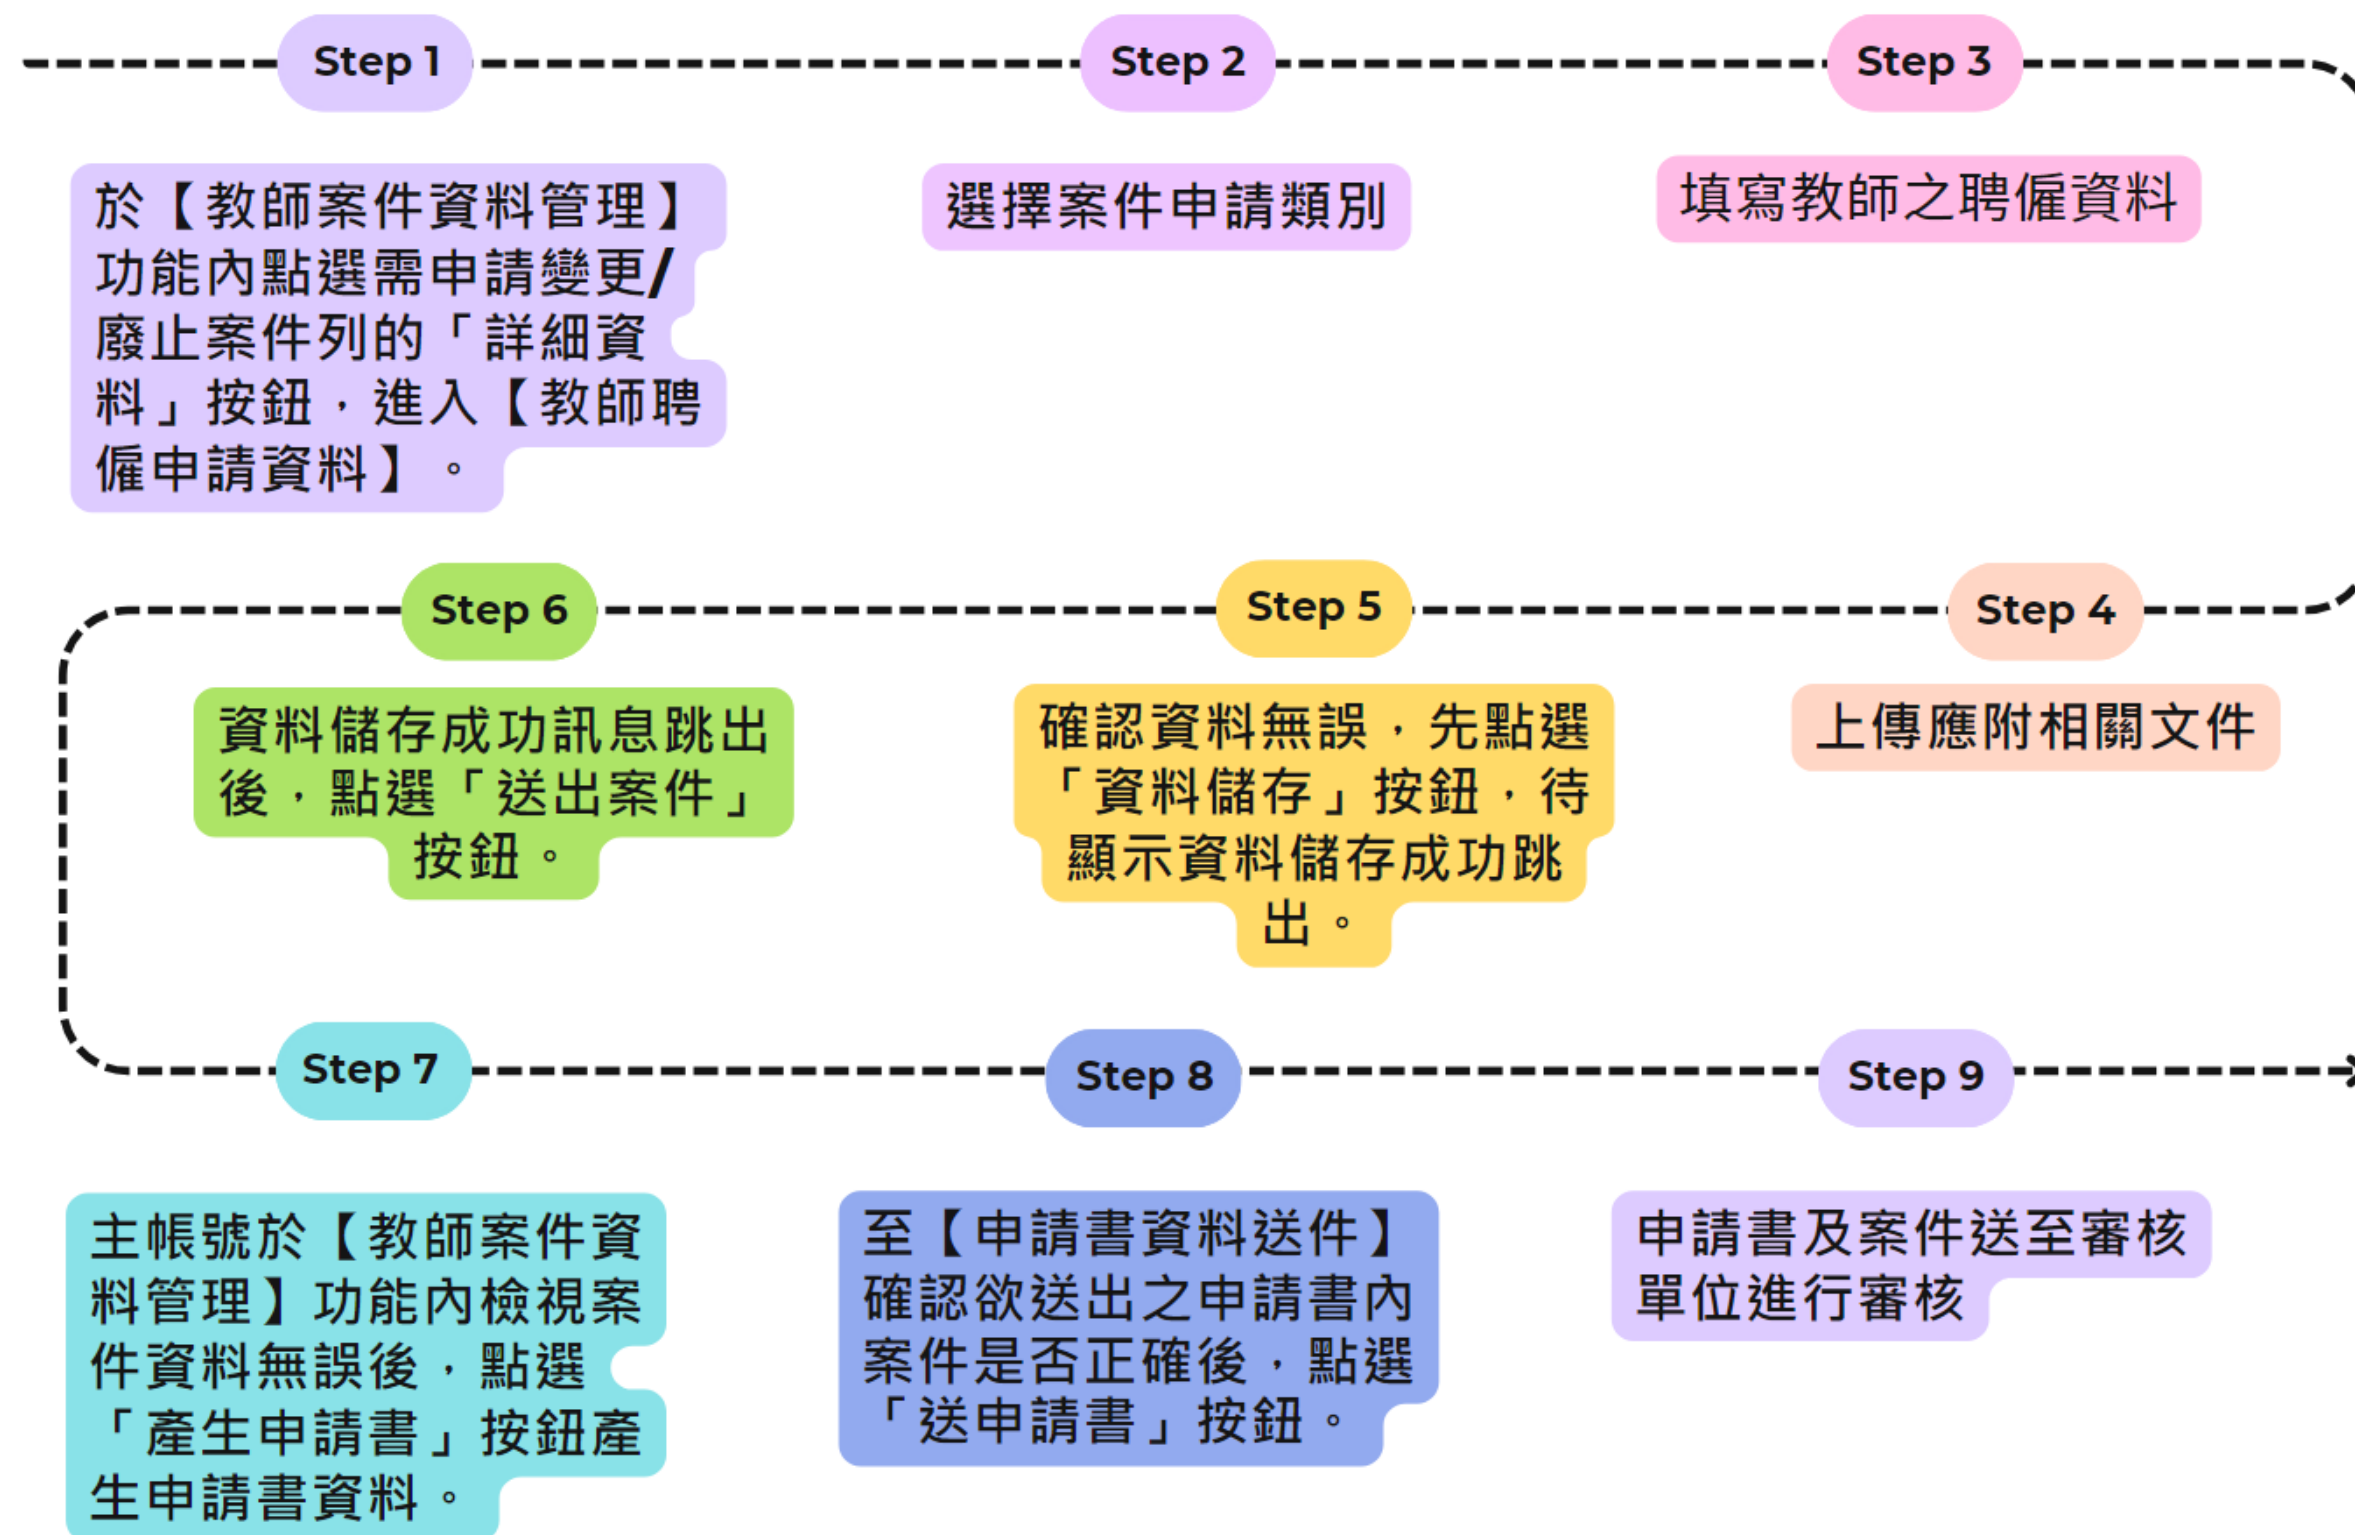 Step 1
於【教師案件資料管理】
功能內點選需申請變更/
廢止案件列的「詳細資
料」按鈕，進入【教師聘
僱申請資料】。
Step 2
選擇案件申請類別
Step 3
填寫教師之聘僱資料
Step 4
上傳應附相關文件
Step 5
確認資料無誤，先點選
「資料儲存」按鈕，待
顯示資料儲存成功跳
出。
Step 6
資料儲存成功訊息跳出
後，點選「送出案件」
按鈕。
Step 7
主帳號於【教師案件資
料管理】功能內檢視案
件資料無誤後，點選
「產生申請書」按鈕產
生申請書資料。
Step 8
至【申請書資料送件】
確認欲送出之申請書內
案件是否正確後，點選
「送申請書」按鈕。
Step 9
申請書及案件送至審核
單位進行審核